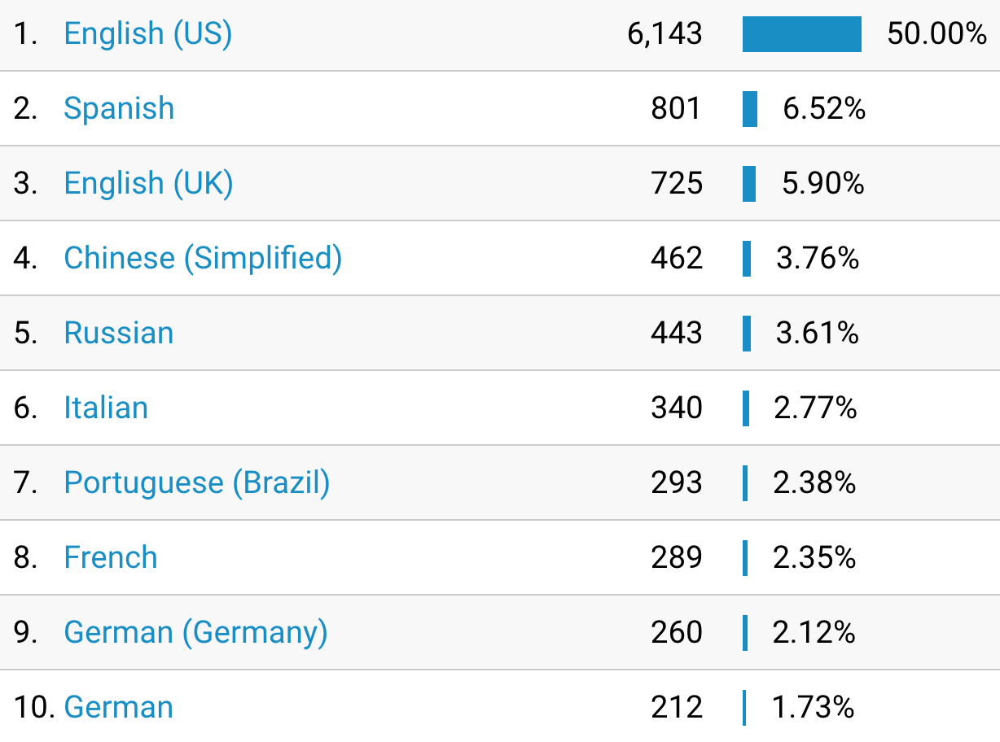 1. English (US) 6,143 50.00%
2. Spanish 801 6.52%
3. English (UK) 725 5.90%
4. Chinese (Simplified) 462 3.76%
5. Russian 443 3.61%
6. Italian 340 2.77%
7. Portuguese (Brazil) 293 2.38%
8. French 289 2.35%
9. German (Germany) 260 2.12%
10. German 212 1.73%